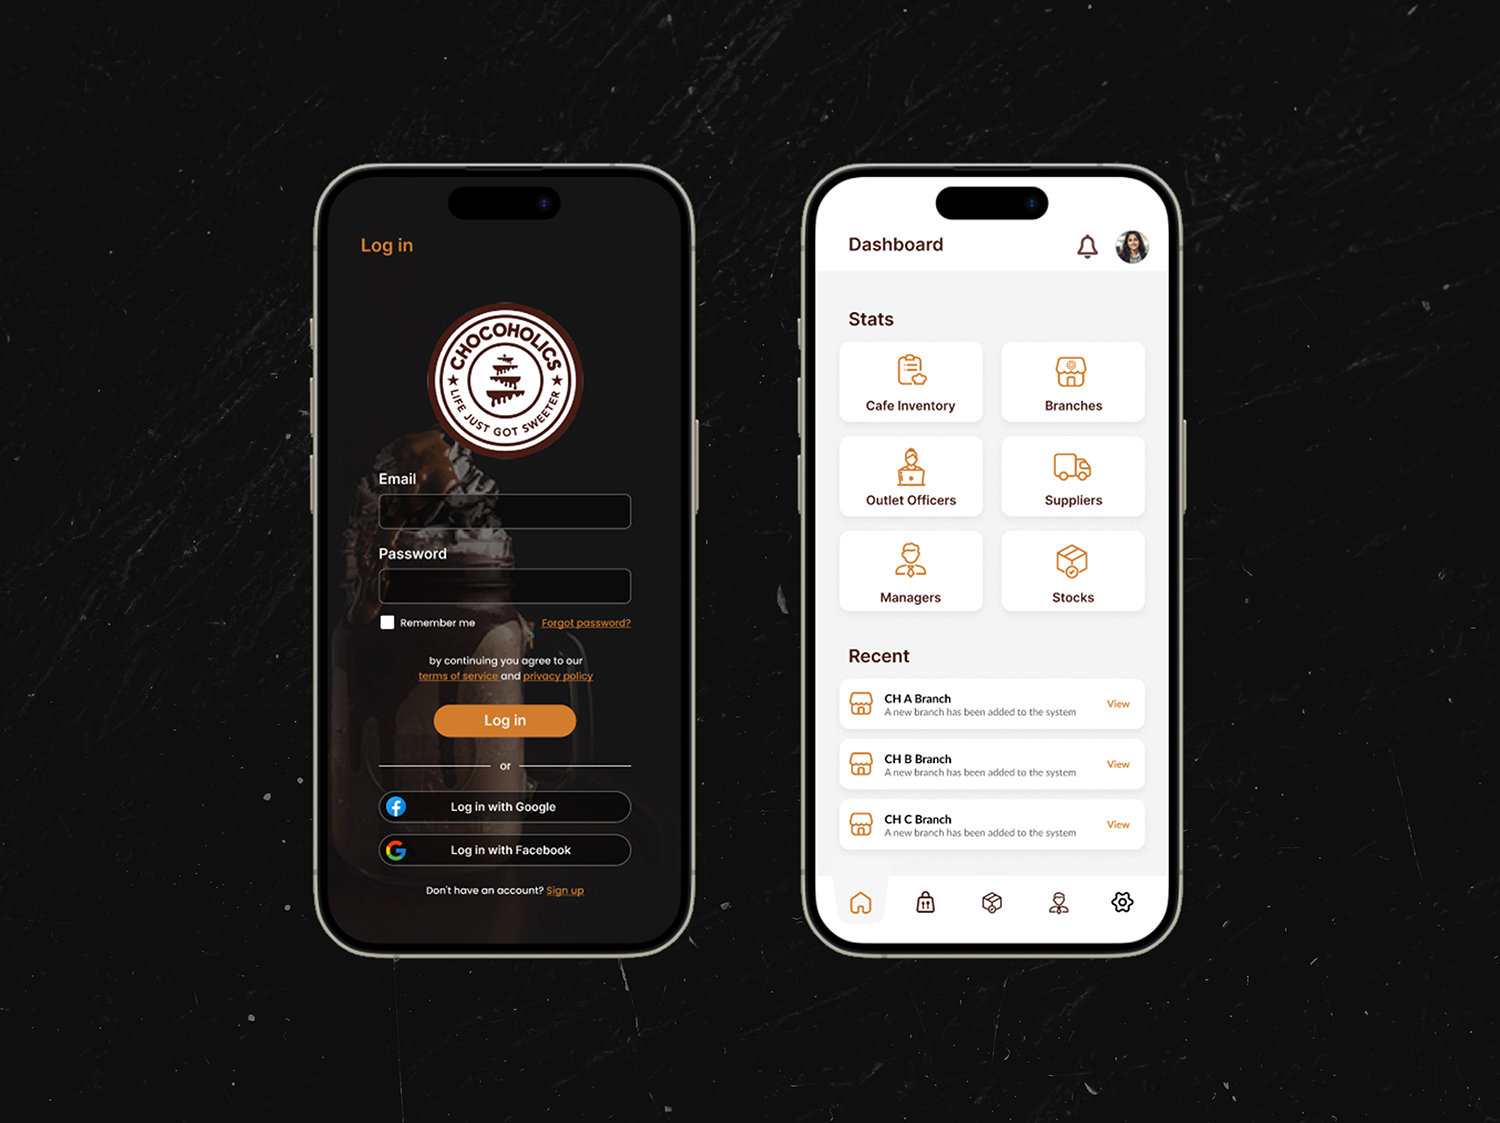 Log in
CHOCOHOLICS
LIFE JUST GOT SWEETER
Email
Password
Remember me
Forgot password?
by continuing you agree to our
terms of service and privacy policy
Log in
or
Log in with Google
Log in with Facebook
Don't have an account? Sign up
Dashboard
Stats
Cafe Inventory
Branches
Outlet Officers
Suppliers
Managers
Stocks
Recent
CH A Branch
A new branch has been added to the system
View
CH B Branch
A new branch has been added to the system
View
CH C Branch
A new branch has been added to the system
View